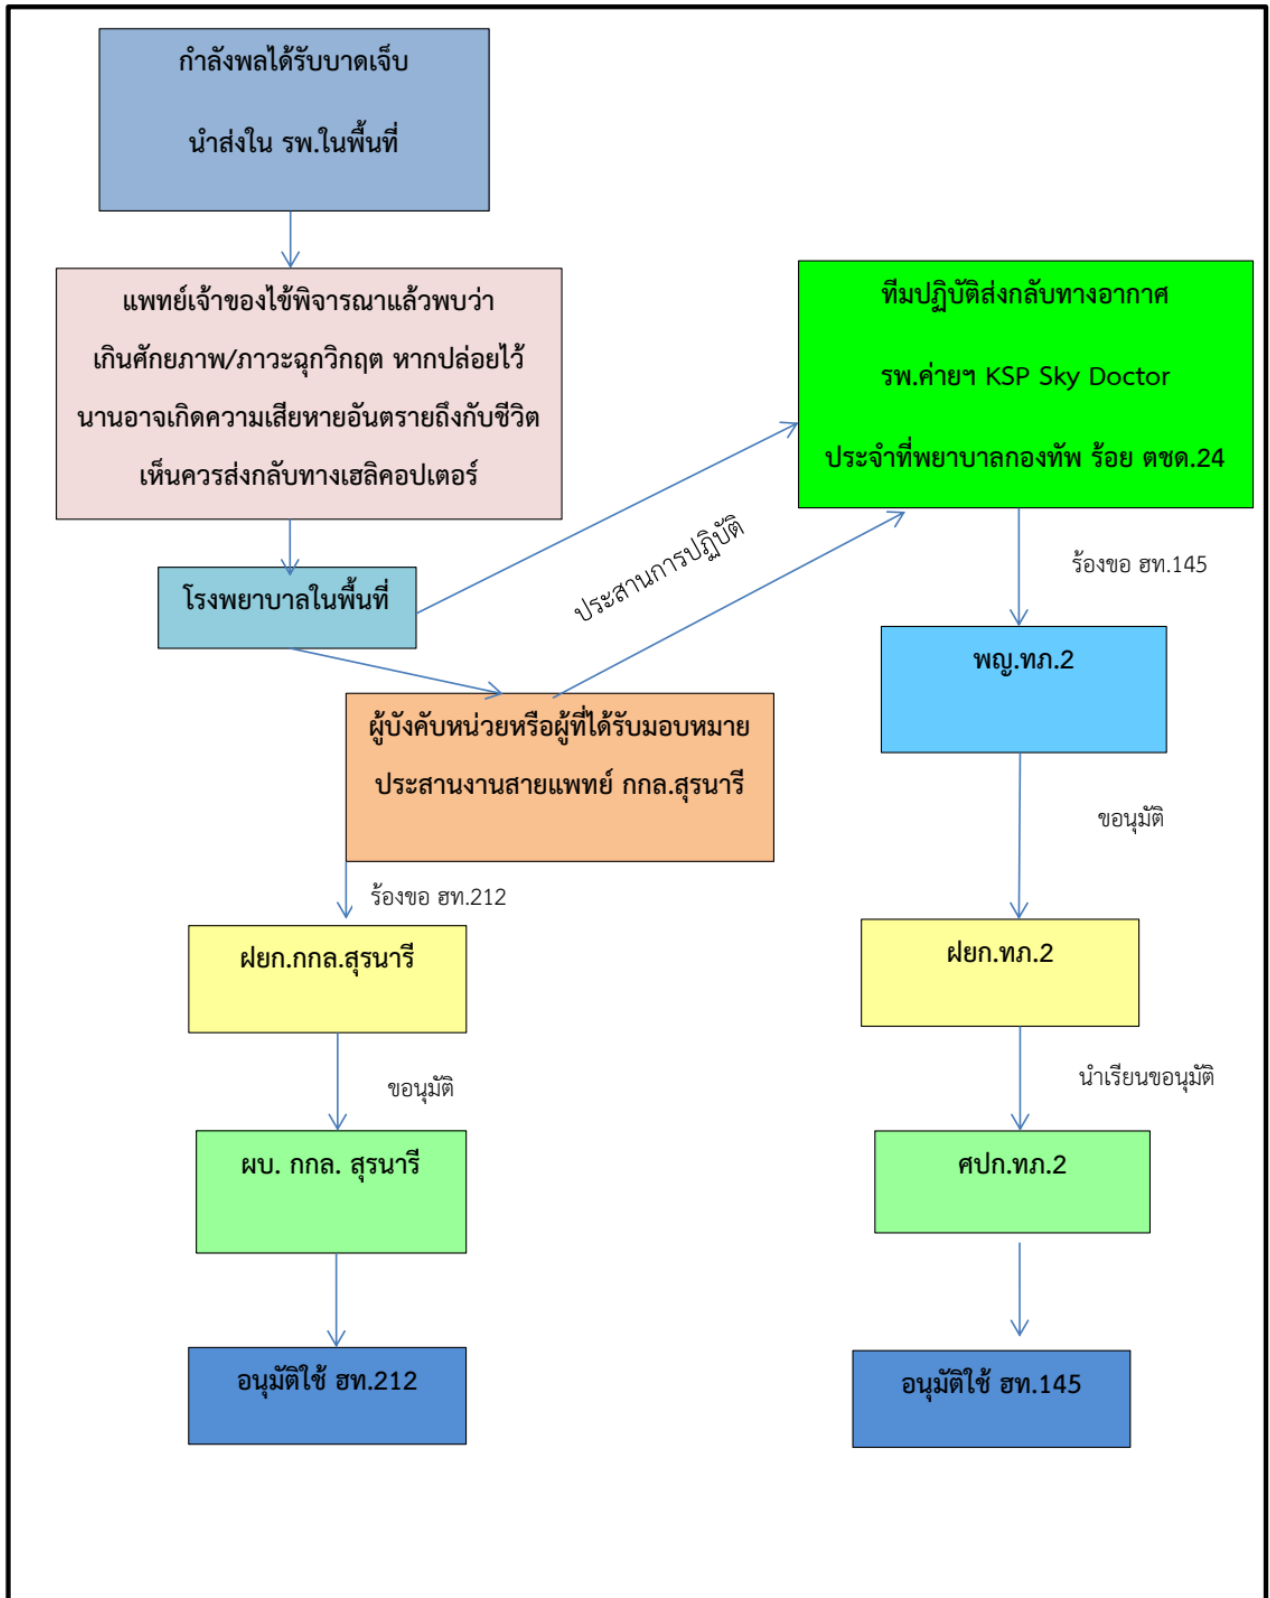 กำลังพลได้รับบาดเจ็บ
นำส่งใน รพ.ในพื้นที่
แพทย์เจ้าของไข้พิจารณาแล้วพบว่า
เกินศักยภาพ/ภาวะฉุกวิกฤต หากปล่อยไว้
นานอาจเกิดความเสียหายอันตรายถึงกับชีวิต
เห็นควรส่งกลับทางเฮลิคอปเตอร์
ทีมปฏิบัติส่งกลับทางอากาศ
รพ.ค่ายฯ KSP Sky Doctor
ประจำที่พยาบาลกองทัพ ร้อย ตชด.24
ประสานการปฏิบัติ
ร้องขอ ฮท.145
โรงพยาบาลในพื้นที่
พญ.ทภ.2
ผู้บังคับหน่วยหรือผู้ที่ได้รับมอบหมาย
ประสานงานสายแพทย์ กกล.สุรนารี
ขอนุมัติ
ร้องขอ ฮท.212
ฝยก.กกล.สุรนารี
ฝยก.ทภ.2
ขอนุมัติ
นำเรียนขอนุมัติ
ผบ. กกล. สุรนารี
ศปก.ทภ.2
อนุมัติใช้ ฮท.212
อนุมัติใช้ ฮท.145